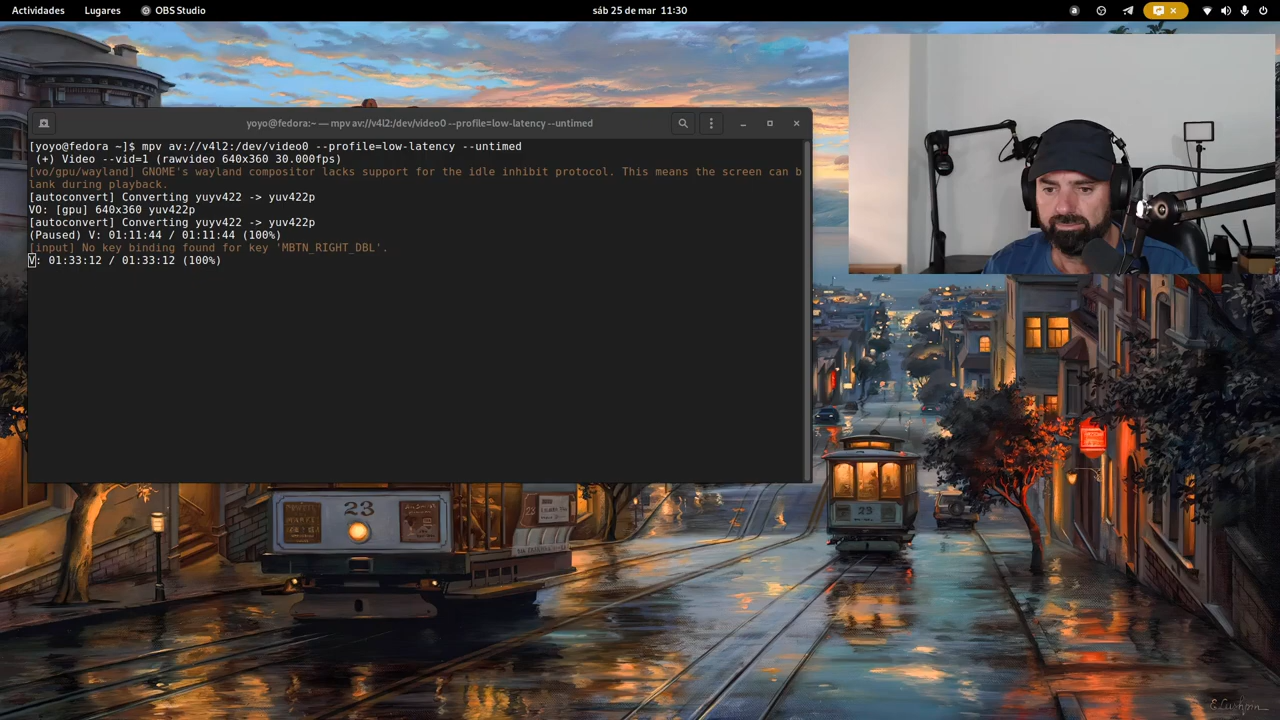 Actividades Lugares OBS Studio sáb 25 de mar 11:30
yoyo@fedora:~ — mpv av://v4l2:/dev/video0 --profile=low-latency --untimed
[yoyo@fedora ~]$ mpv av://v4l2:/dev/video0 --profile=low-latency --untimed
(+) Video --vid=1 (rawvideo 640x360 30.000fps)
[vo/gpu/wayland] GNOME's wayland compositor lacks support for the idle inhibit protocol. This means the screen can b
lank during playback.
[autoconvert] Converting yuyv422 -> yuv422p
VO: [gpu] 640x360 yuv422p
[autoconvert] Converting yuyv422 -> yuv422p
(Paused) V: 01:11:44 / 01:11:44 (100%)
[input] No key binding found for key 'MBTN_RIGHT_DBL'.
V: 01:33:12 / 01:33:12 (100%)
23
23